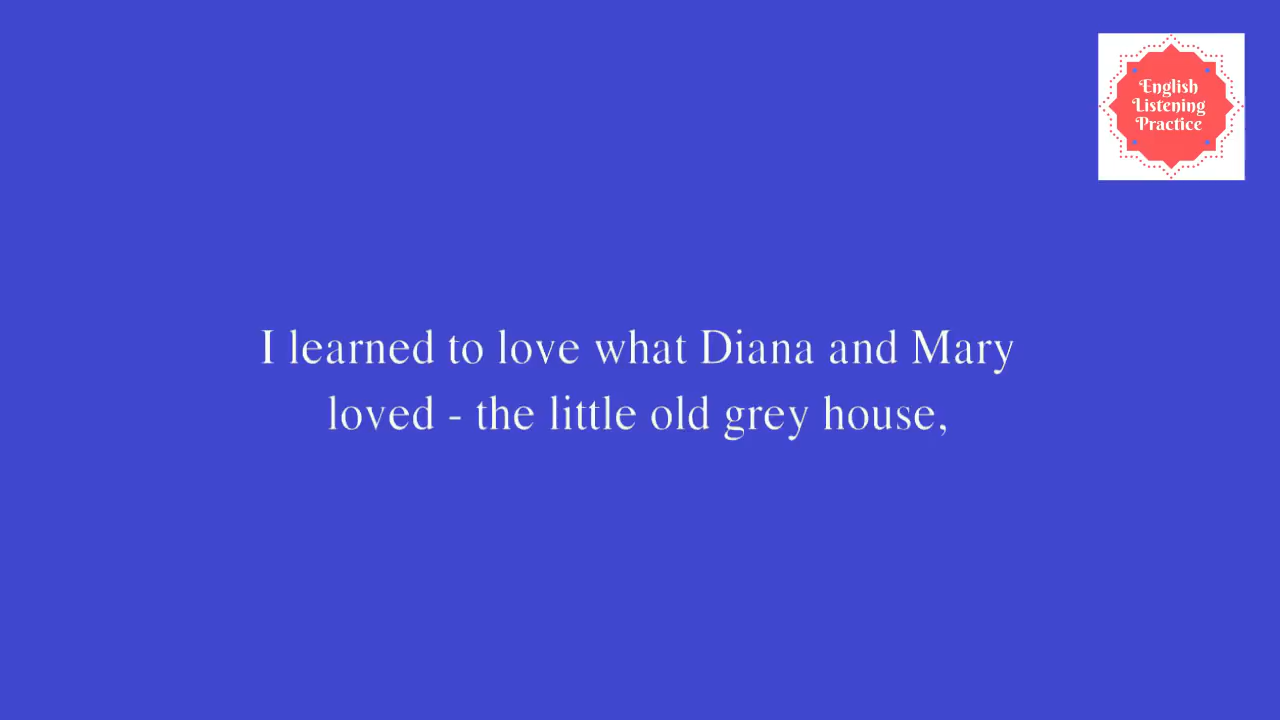 English
Listening
Practice
I learned to love what Diana and Mary
loved - the little old grey house,